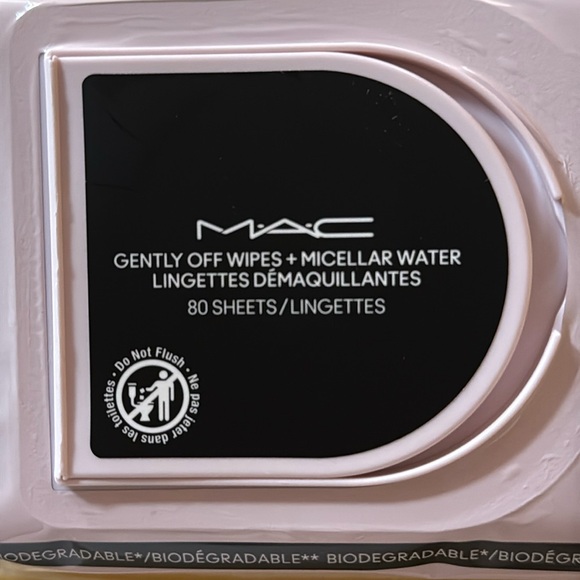 M·A·C
GENTLY OFF WIPES + MICELLAR WATER
LINGETTES DÉMAQUILLANTES
80 SHEETS/LINGETTES
Do Not Flush • Ne pas jeter dans les toilettes •
BIODEGRADABLE*/BIODÉGRADABLE** BIODEGRADABLE*/BIODÉGRA